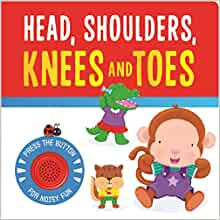 HEAD, SHOULDERS,
KNEES AND TOES
PRESS THE BUTTON
FOR NOISY FUN